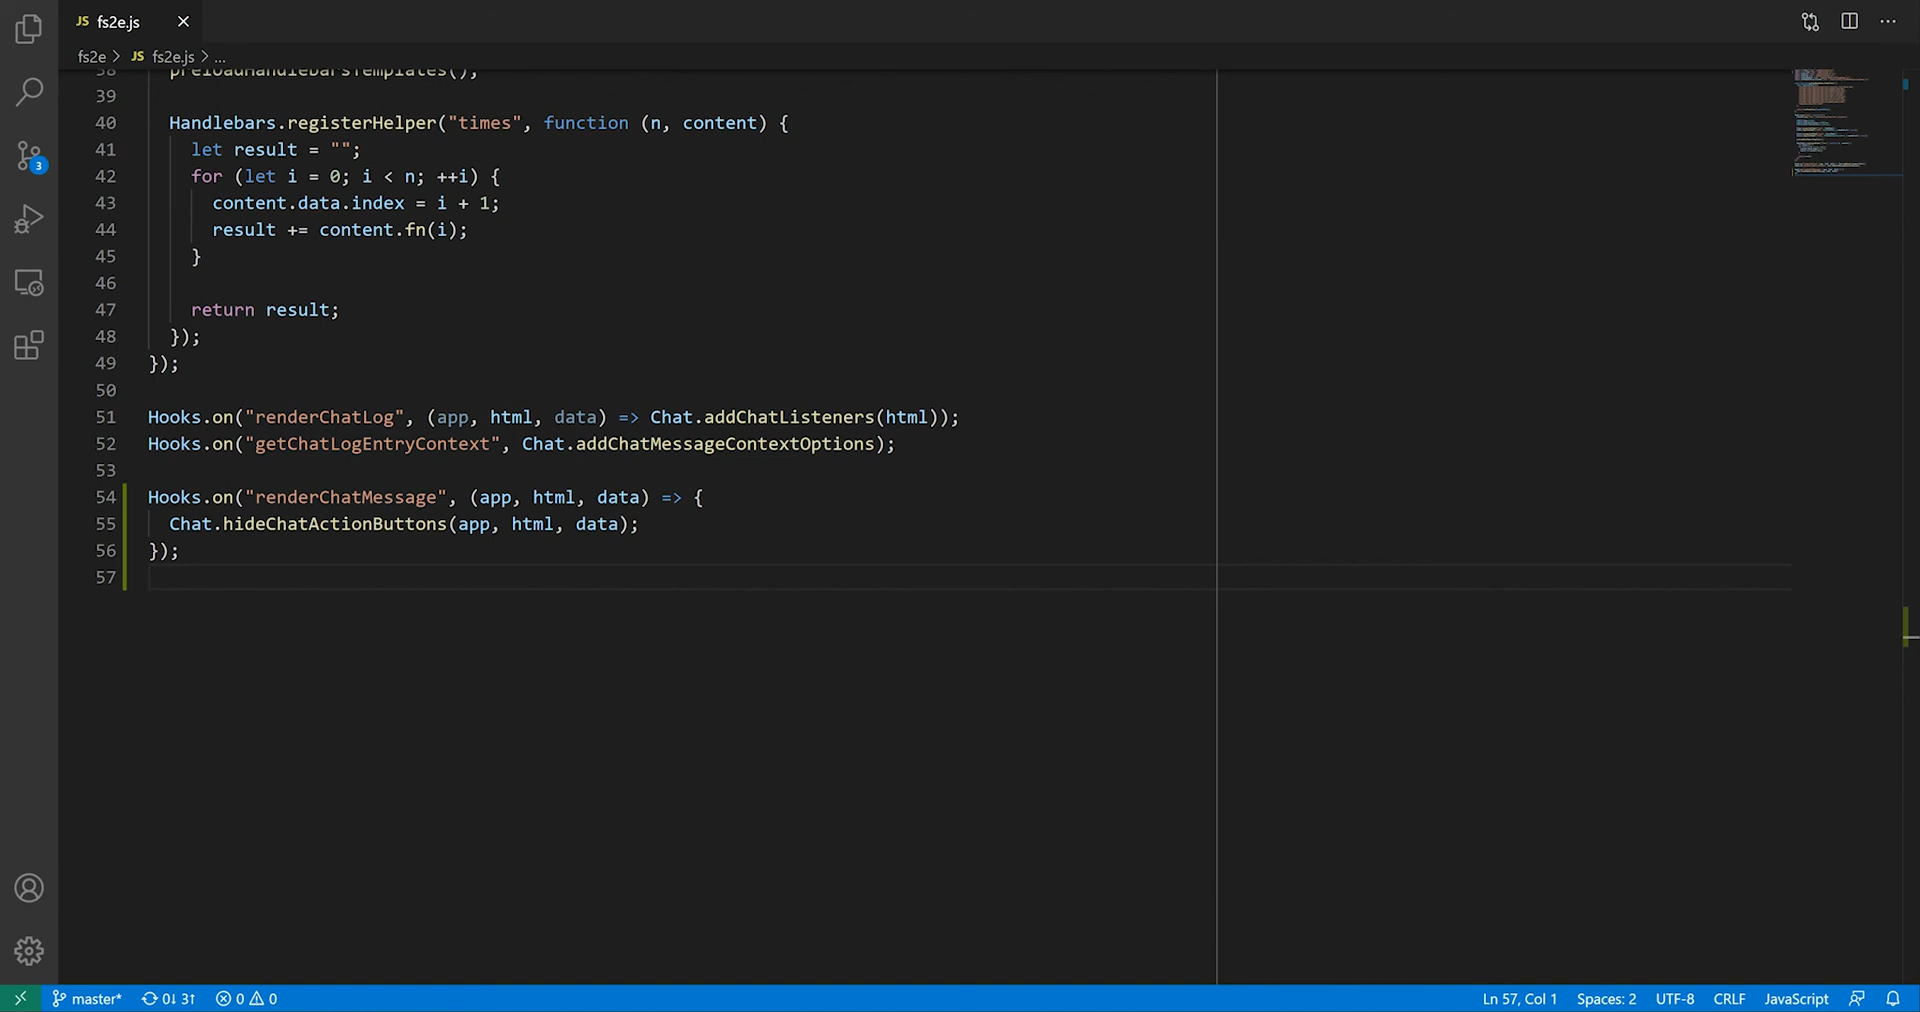 JS fs2e.js
fs2e > JS fs2e.js > ...
38 preloadHandlebarsTemplates();
39
40 Handlebars.registerHelper("times", function (n, content) {
41 let result = "";
42 for (let i = 0; i < n; ++i) {
43 content.data.index = i + 1;
44 result += content.fn(i);
45 }
46
47 return result;
48 });
49 });
50
51 Hooks.on("renderChatLog", (app, html, data) => Chat.addChatListeners(html));
52 Hooks.on("getChatLogEntryContext", Chat.addChatMessageContextOptions);
53
54 Hooks.on("renderChatMessage", (app, html, data) => {
55 Chat.hideChatActionButtons(app, html, data);
56 });
57
3
master* 0↓ 3↑ 0 0 Ln 57, Col 1 Spaces: 2 UTF-8 CRLF JavaScript